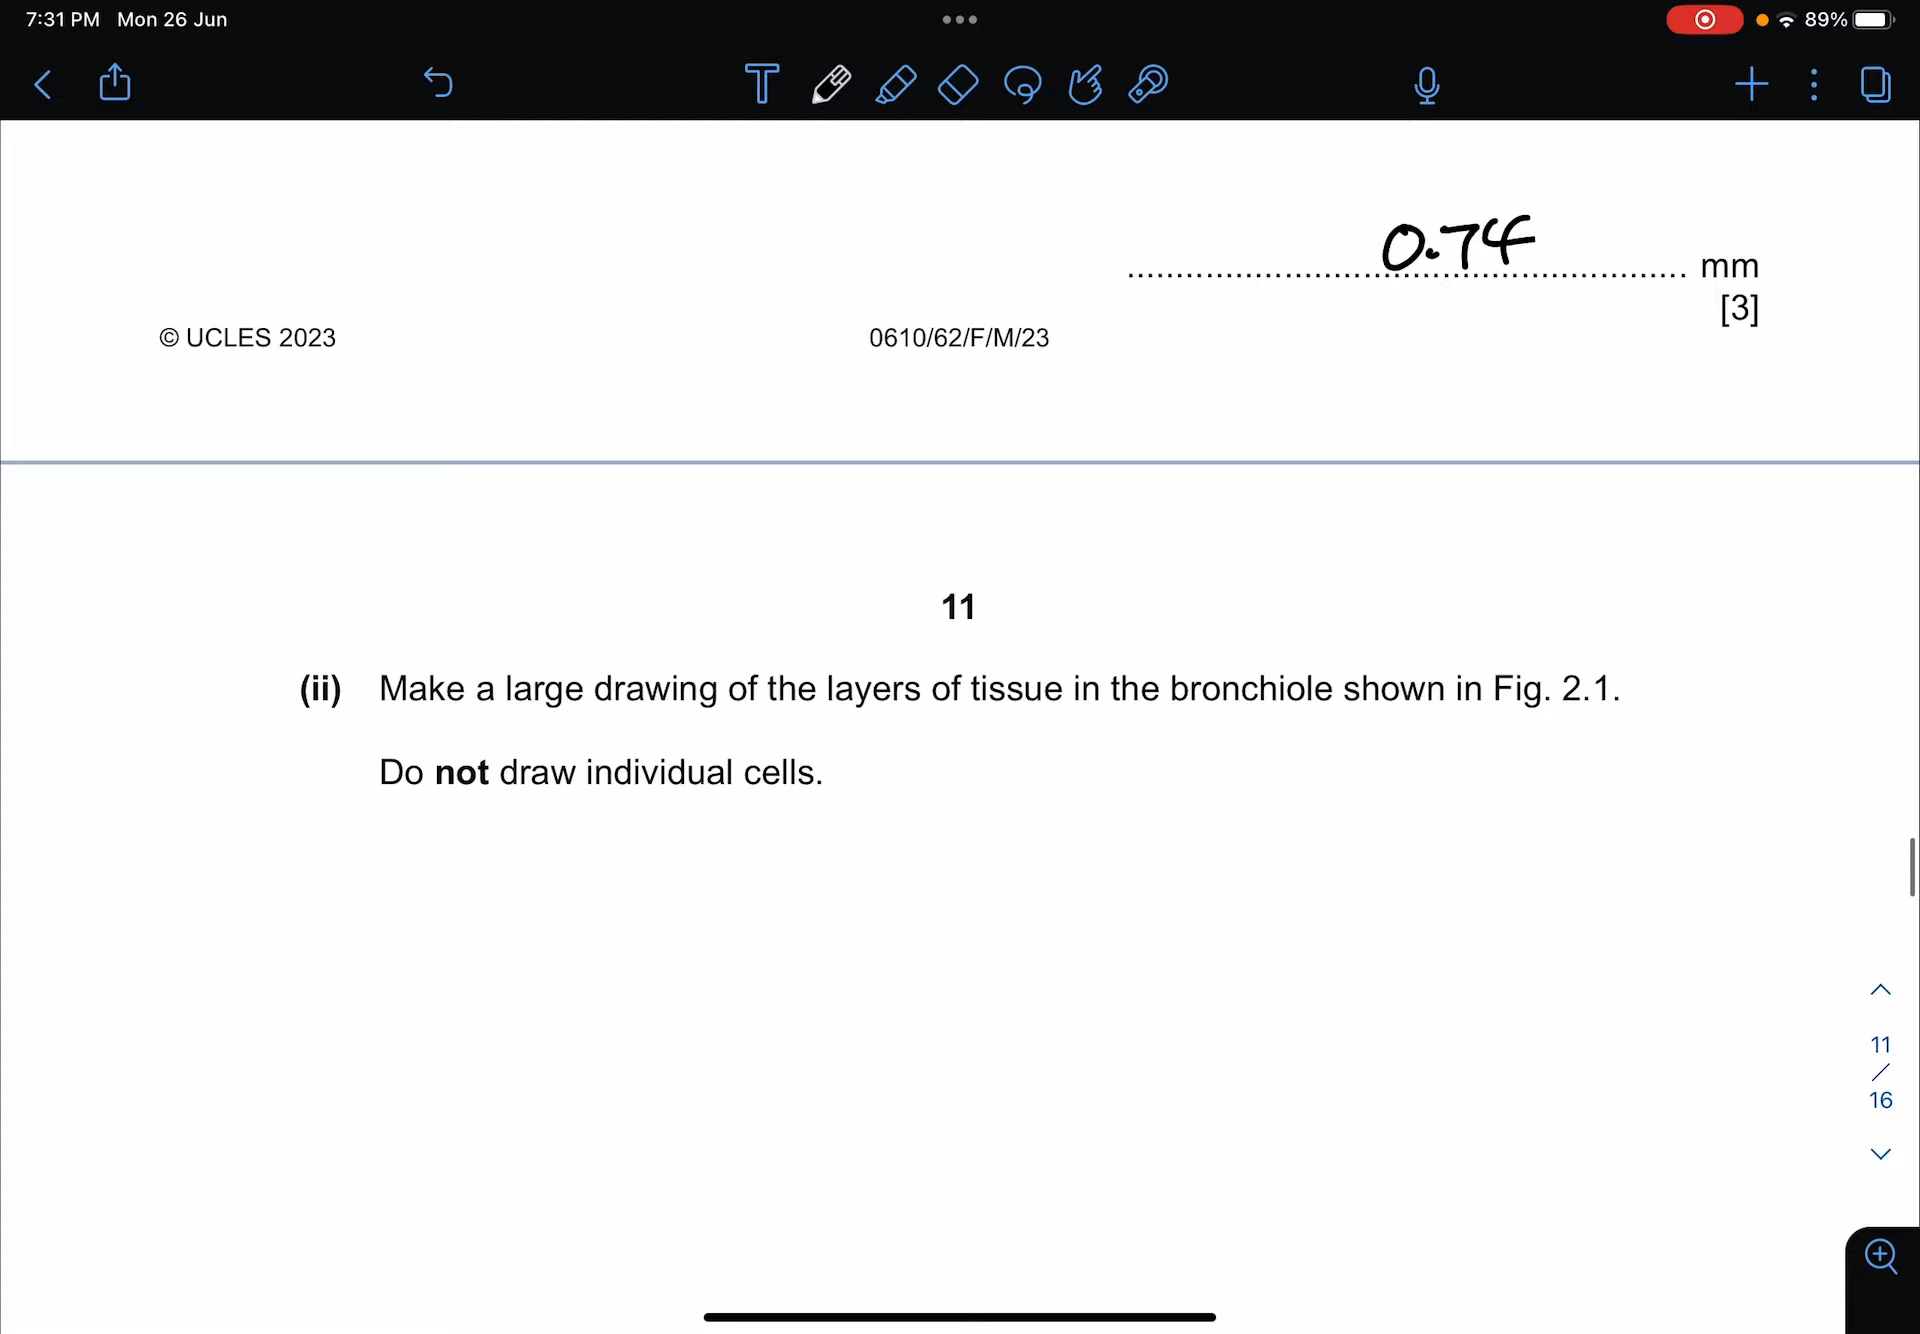 7:31 PM Mon 26 Jun
89%
0.74
mm
[3]
© UCLES 2023
0610/62/F/M/23
11
(ii) Make a large drawing of the layers of tissue in the bronchiole shown in Fig. 2.1.
Do not draw individual cells.
11
/
16